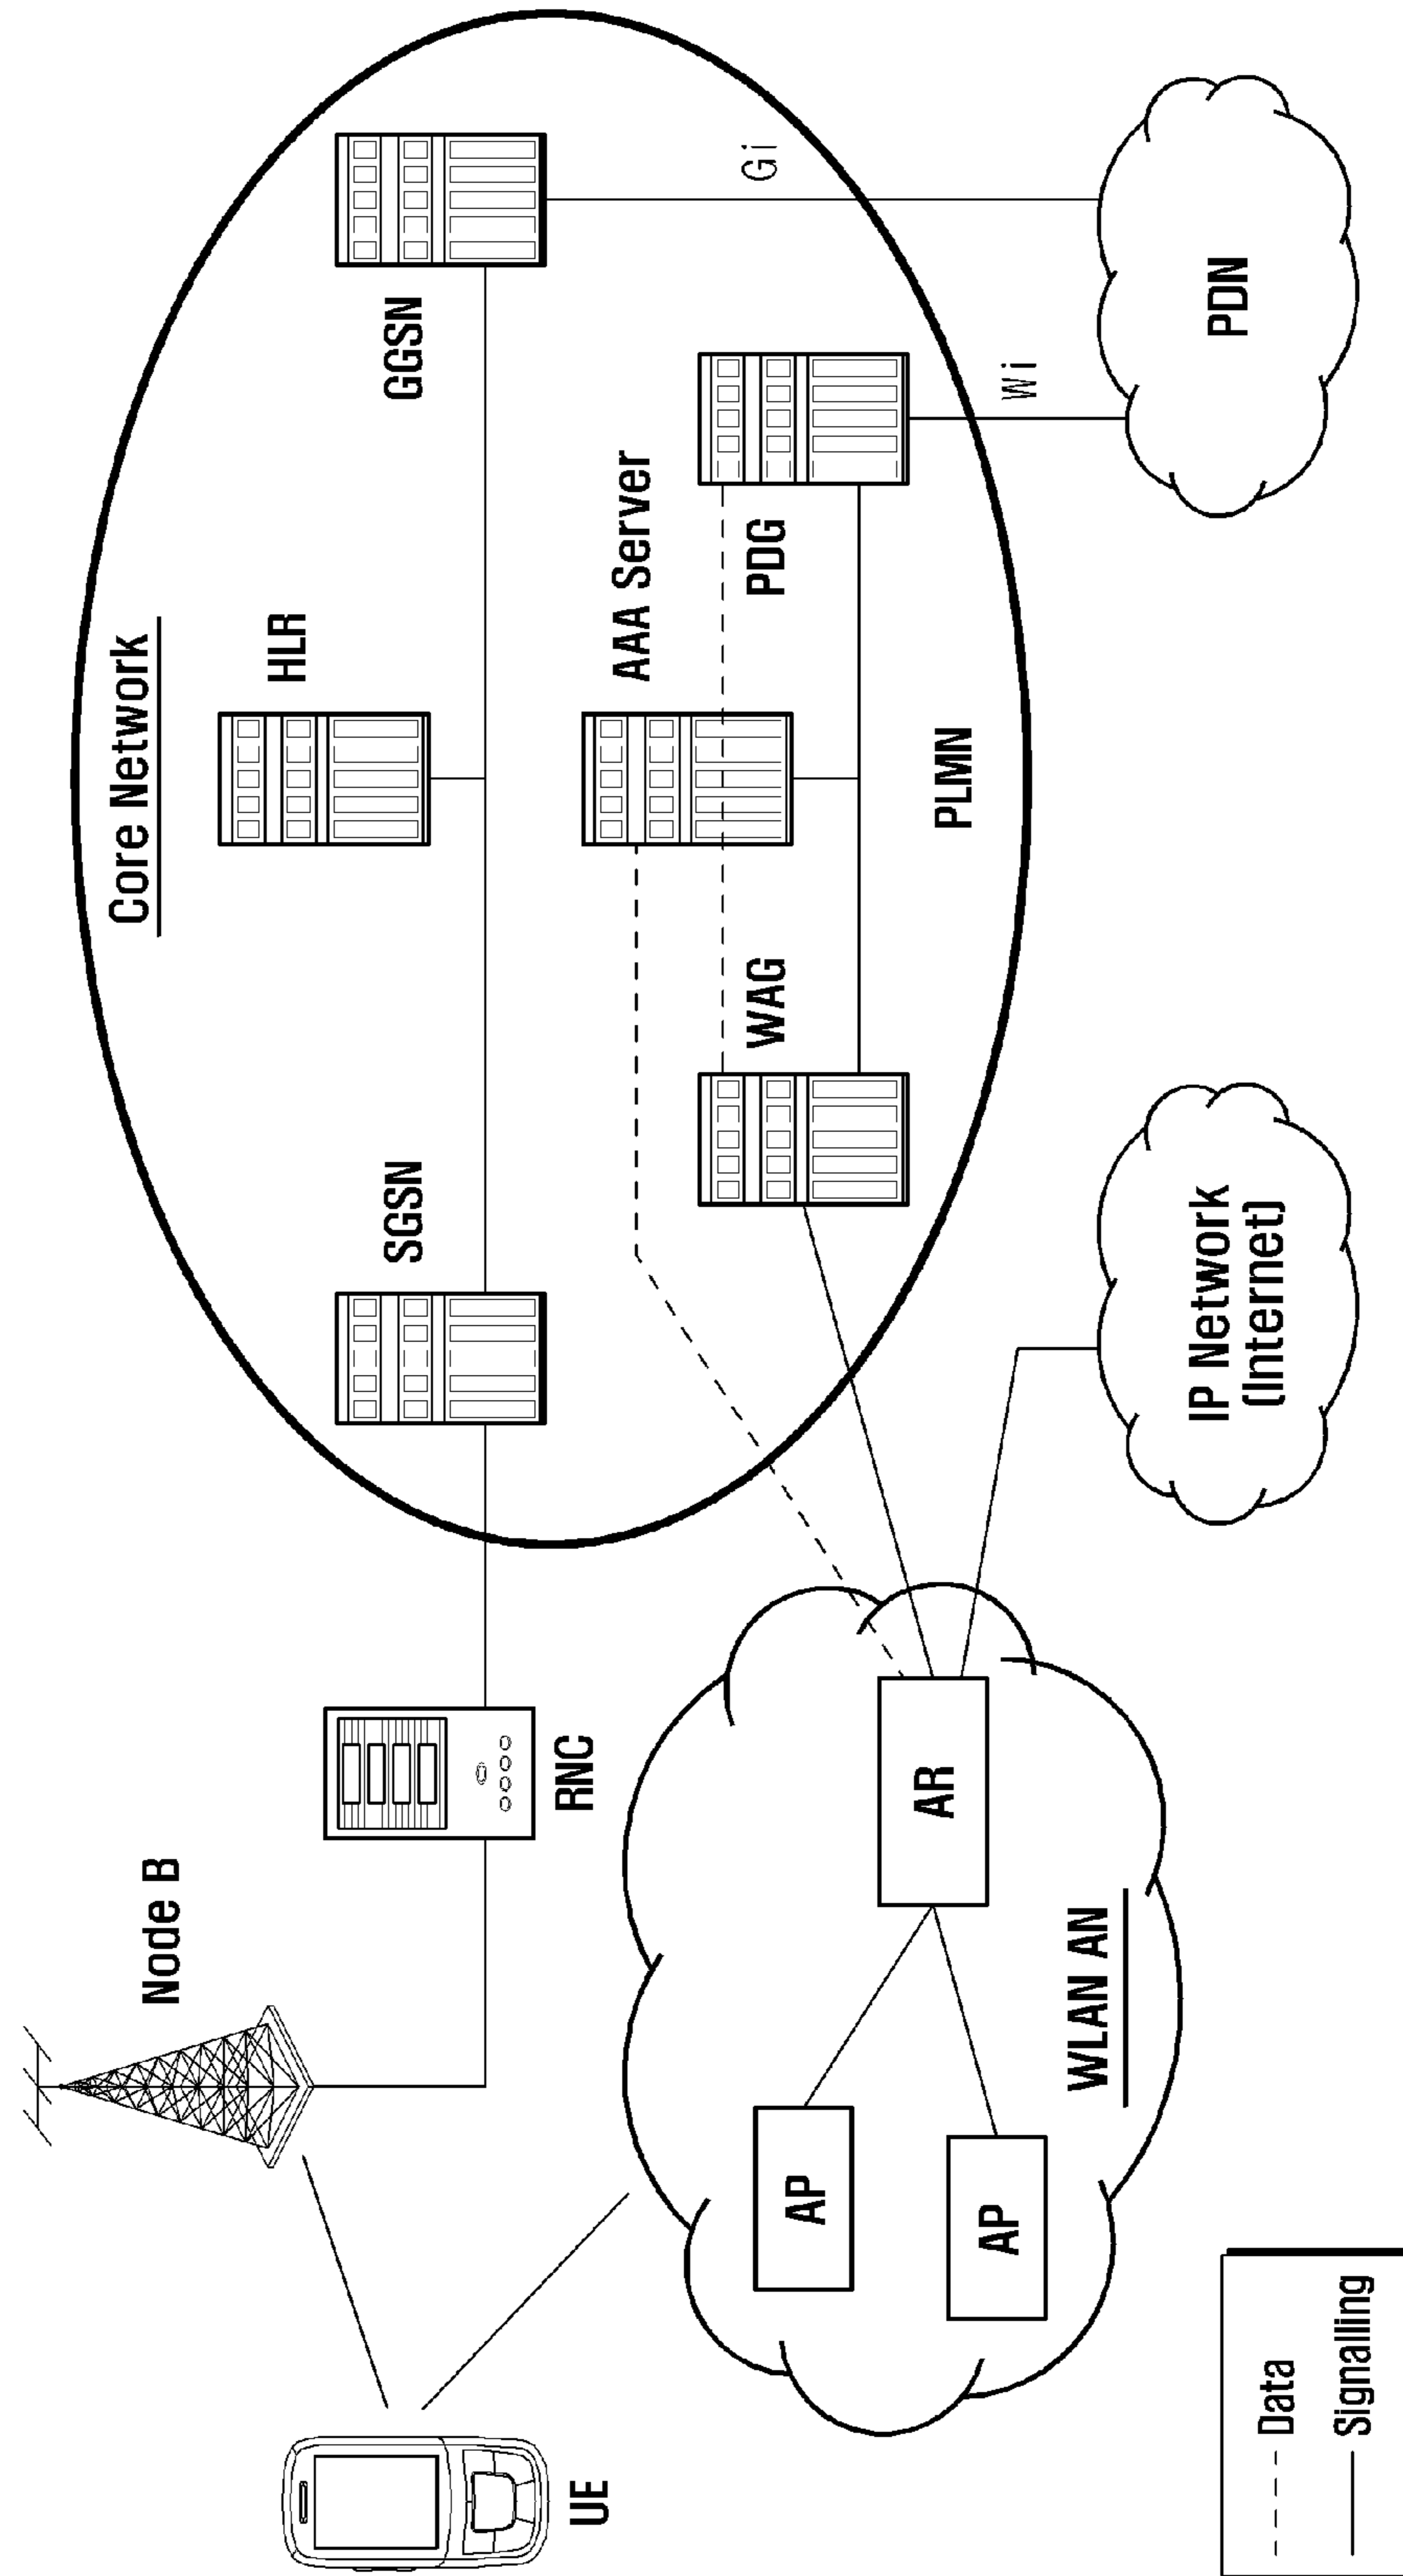 Core Network
Node B
HLR
SGSN
GGSN
RNC
UE
AAA Server
WAG
PDG
Gi
PLMN
Wi
AP
AP
AR
WLAN AN
IP Network
(Internet)
PDN
Data
Signalling